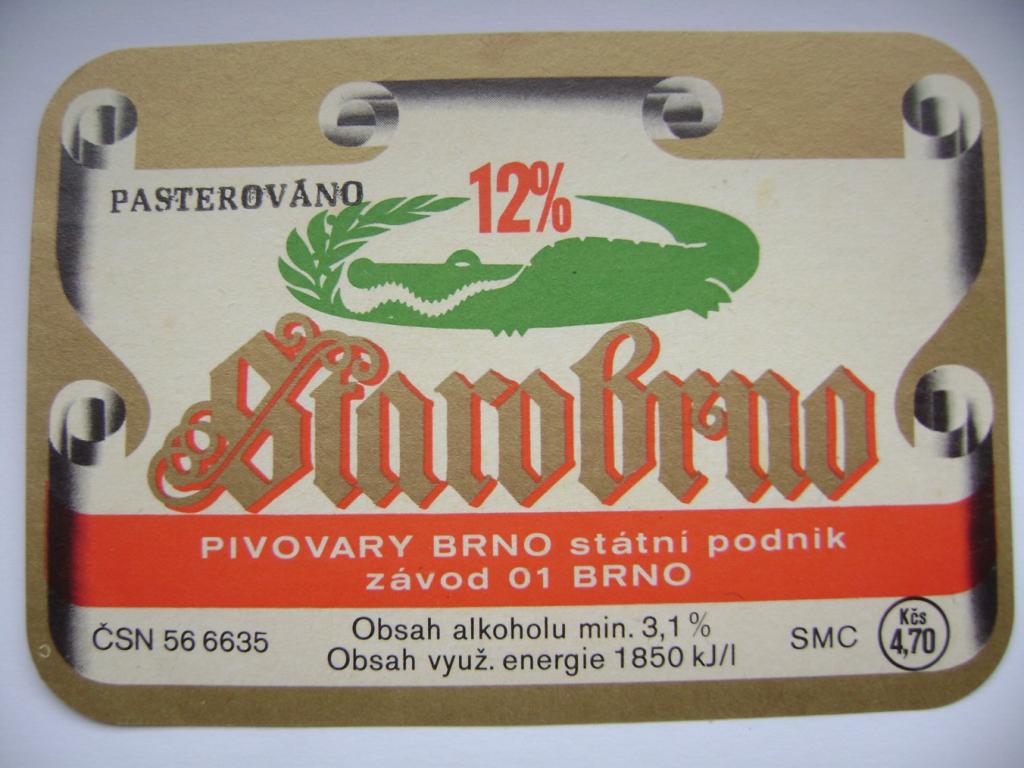 PASTEROVÁNO
12%
Starobrno
PIVOVARY BRNO státní podnik
závod 01 BRNO
ČSN 56 6635
Obsah alkoholu min. 3,1 %
Obsah využ. energie 1850 kJ/l
SMC
Kčs
4,70